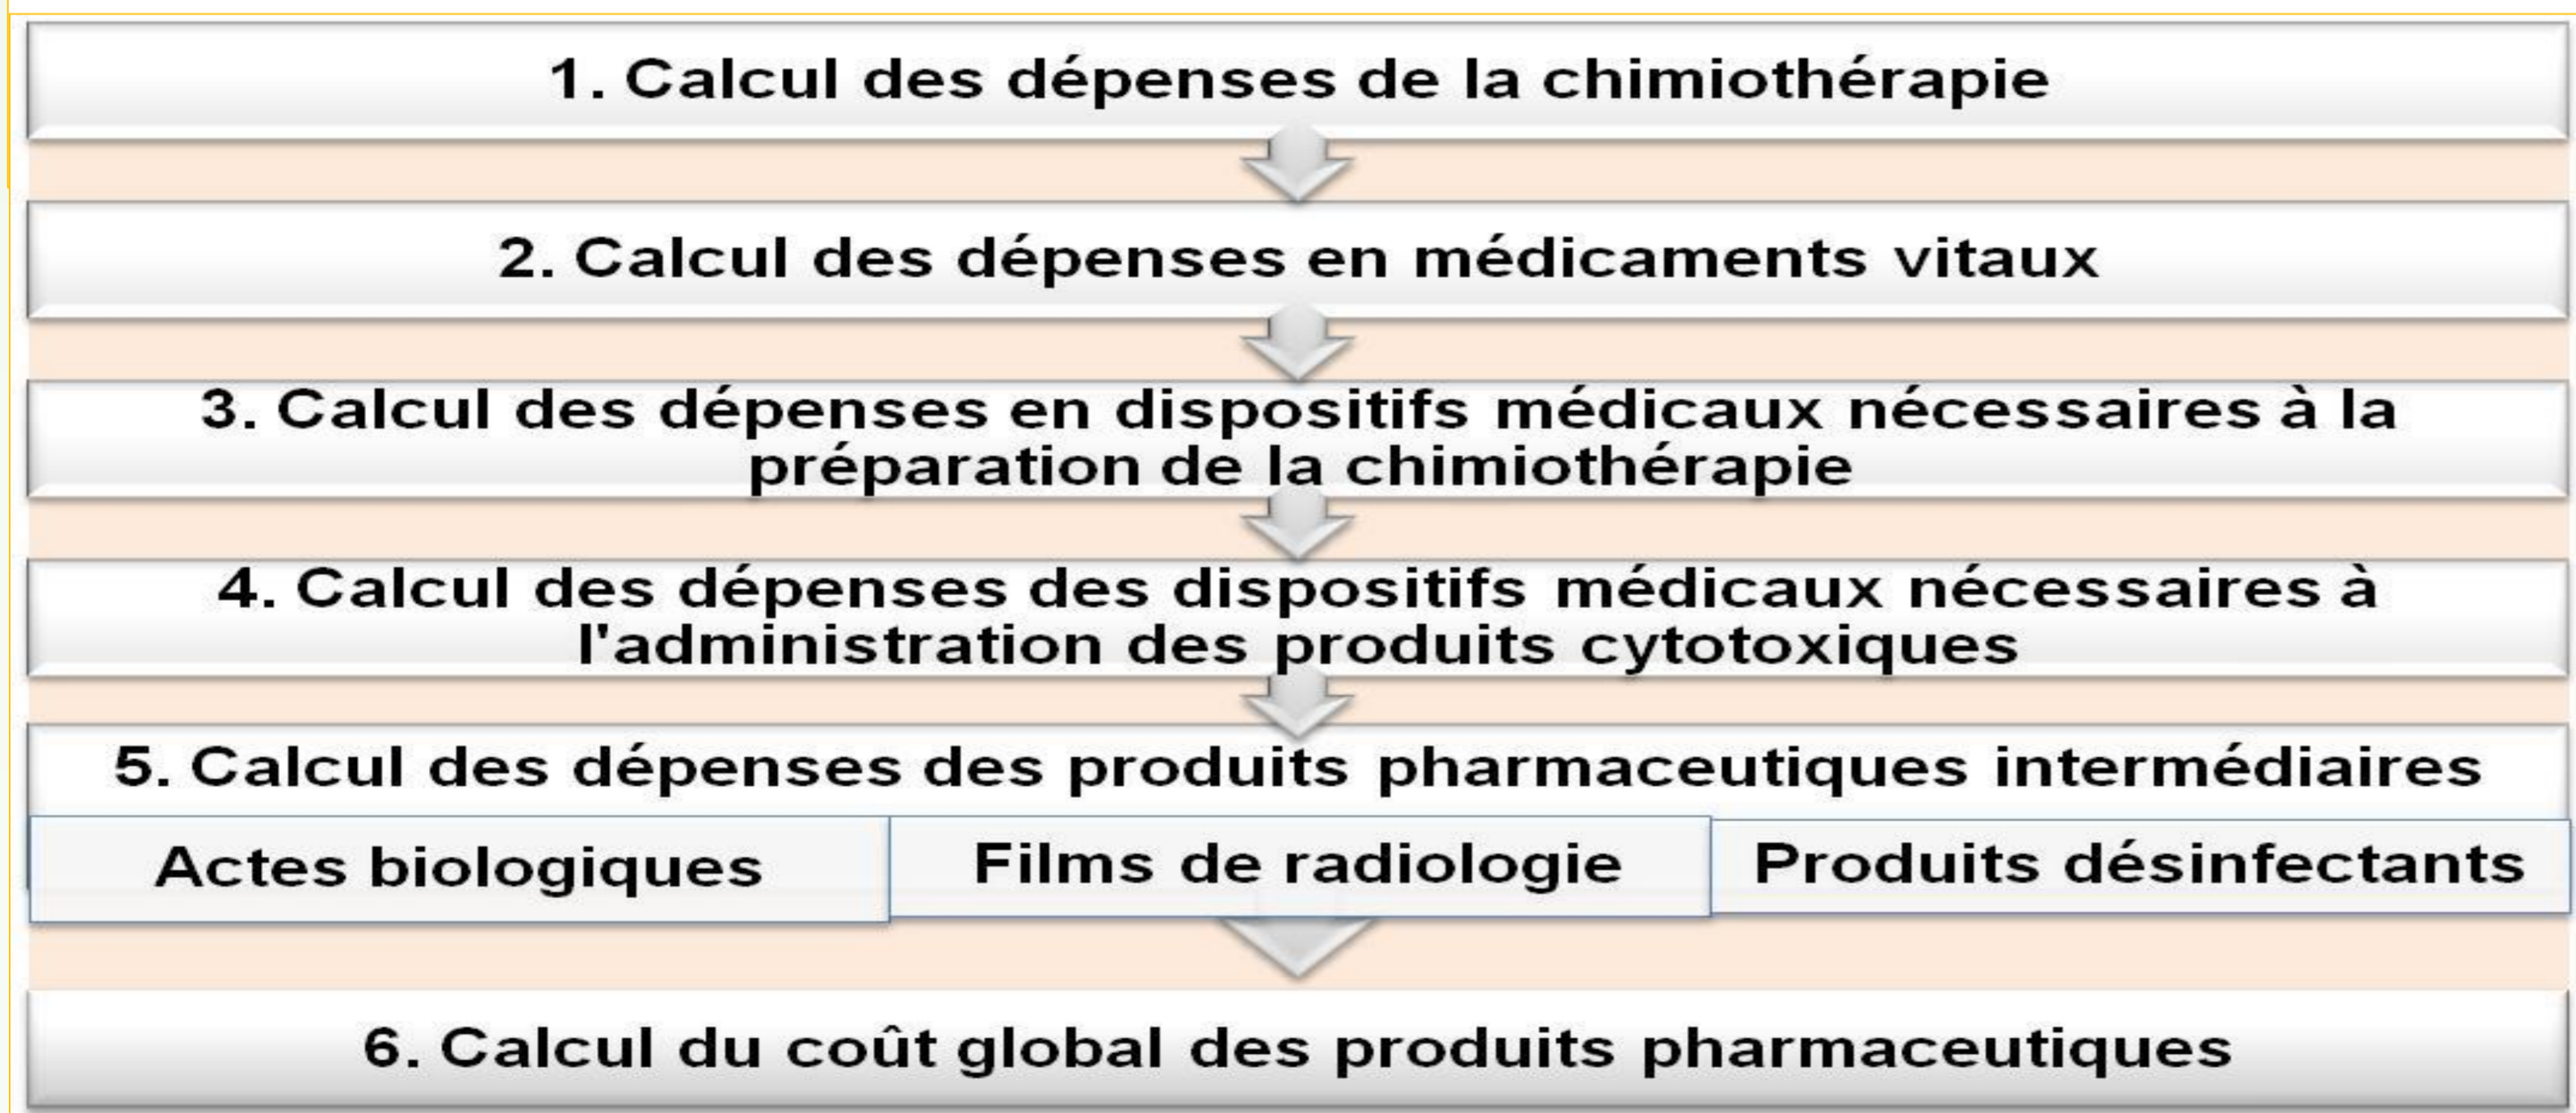 1. Calcul des dépenses de la chimiothérapie
2. Calcul des dépenses en médicaments vitaux
3. Calcul des dépenses en dispositifs médicaux nécessaires à la
préparation de la chimiothérapie
4. Calcul des dépenses des dispositifs médicaux nécessaires à
l'administration des produits cytotoxiques
5. Calcul des dépenses des produits pharmaceutiques intermédiaires
Actes biologiques
Films de radiologie
Produits désinfectants
6. Calcul du coût global des produits pharmaceutiques